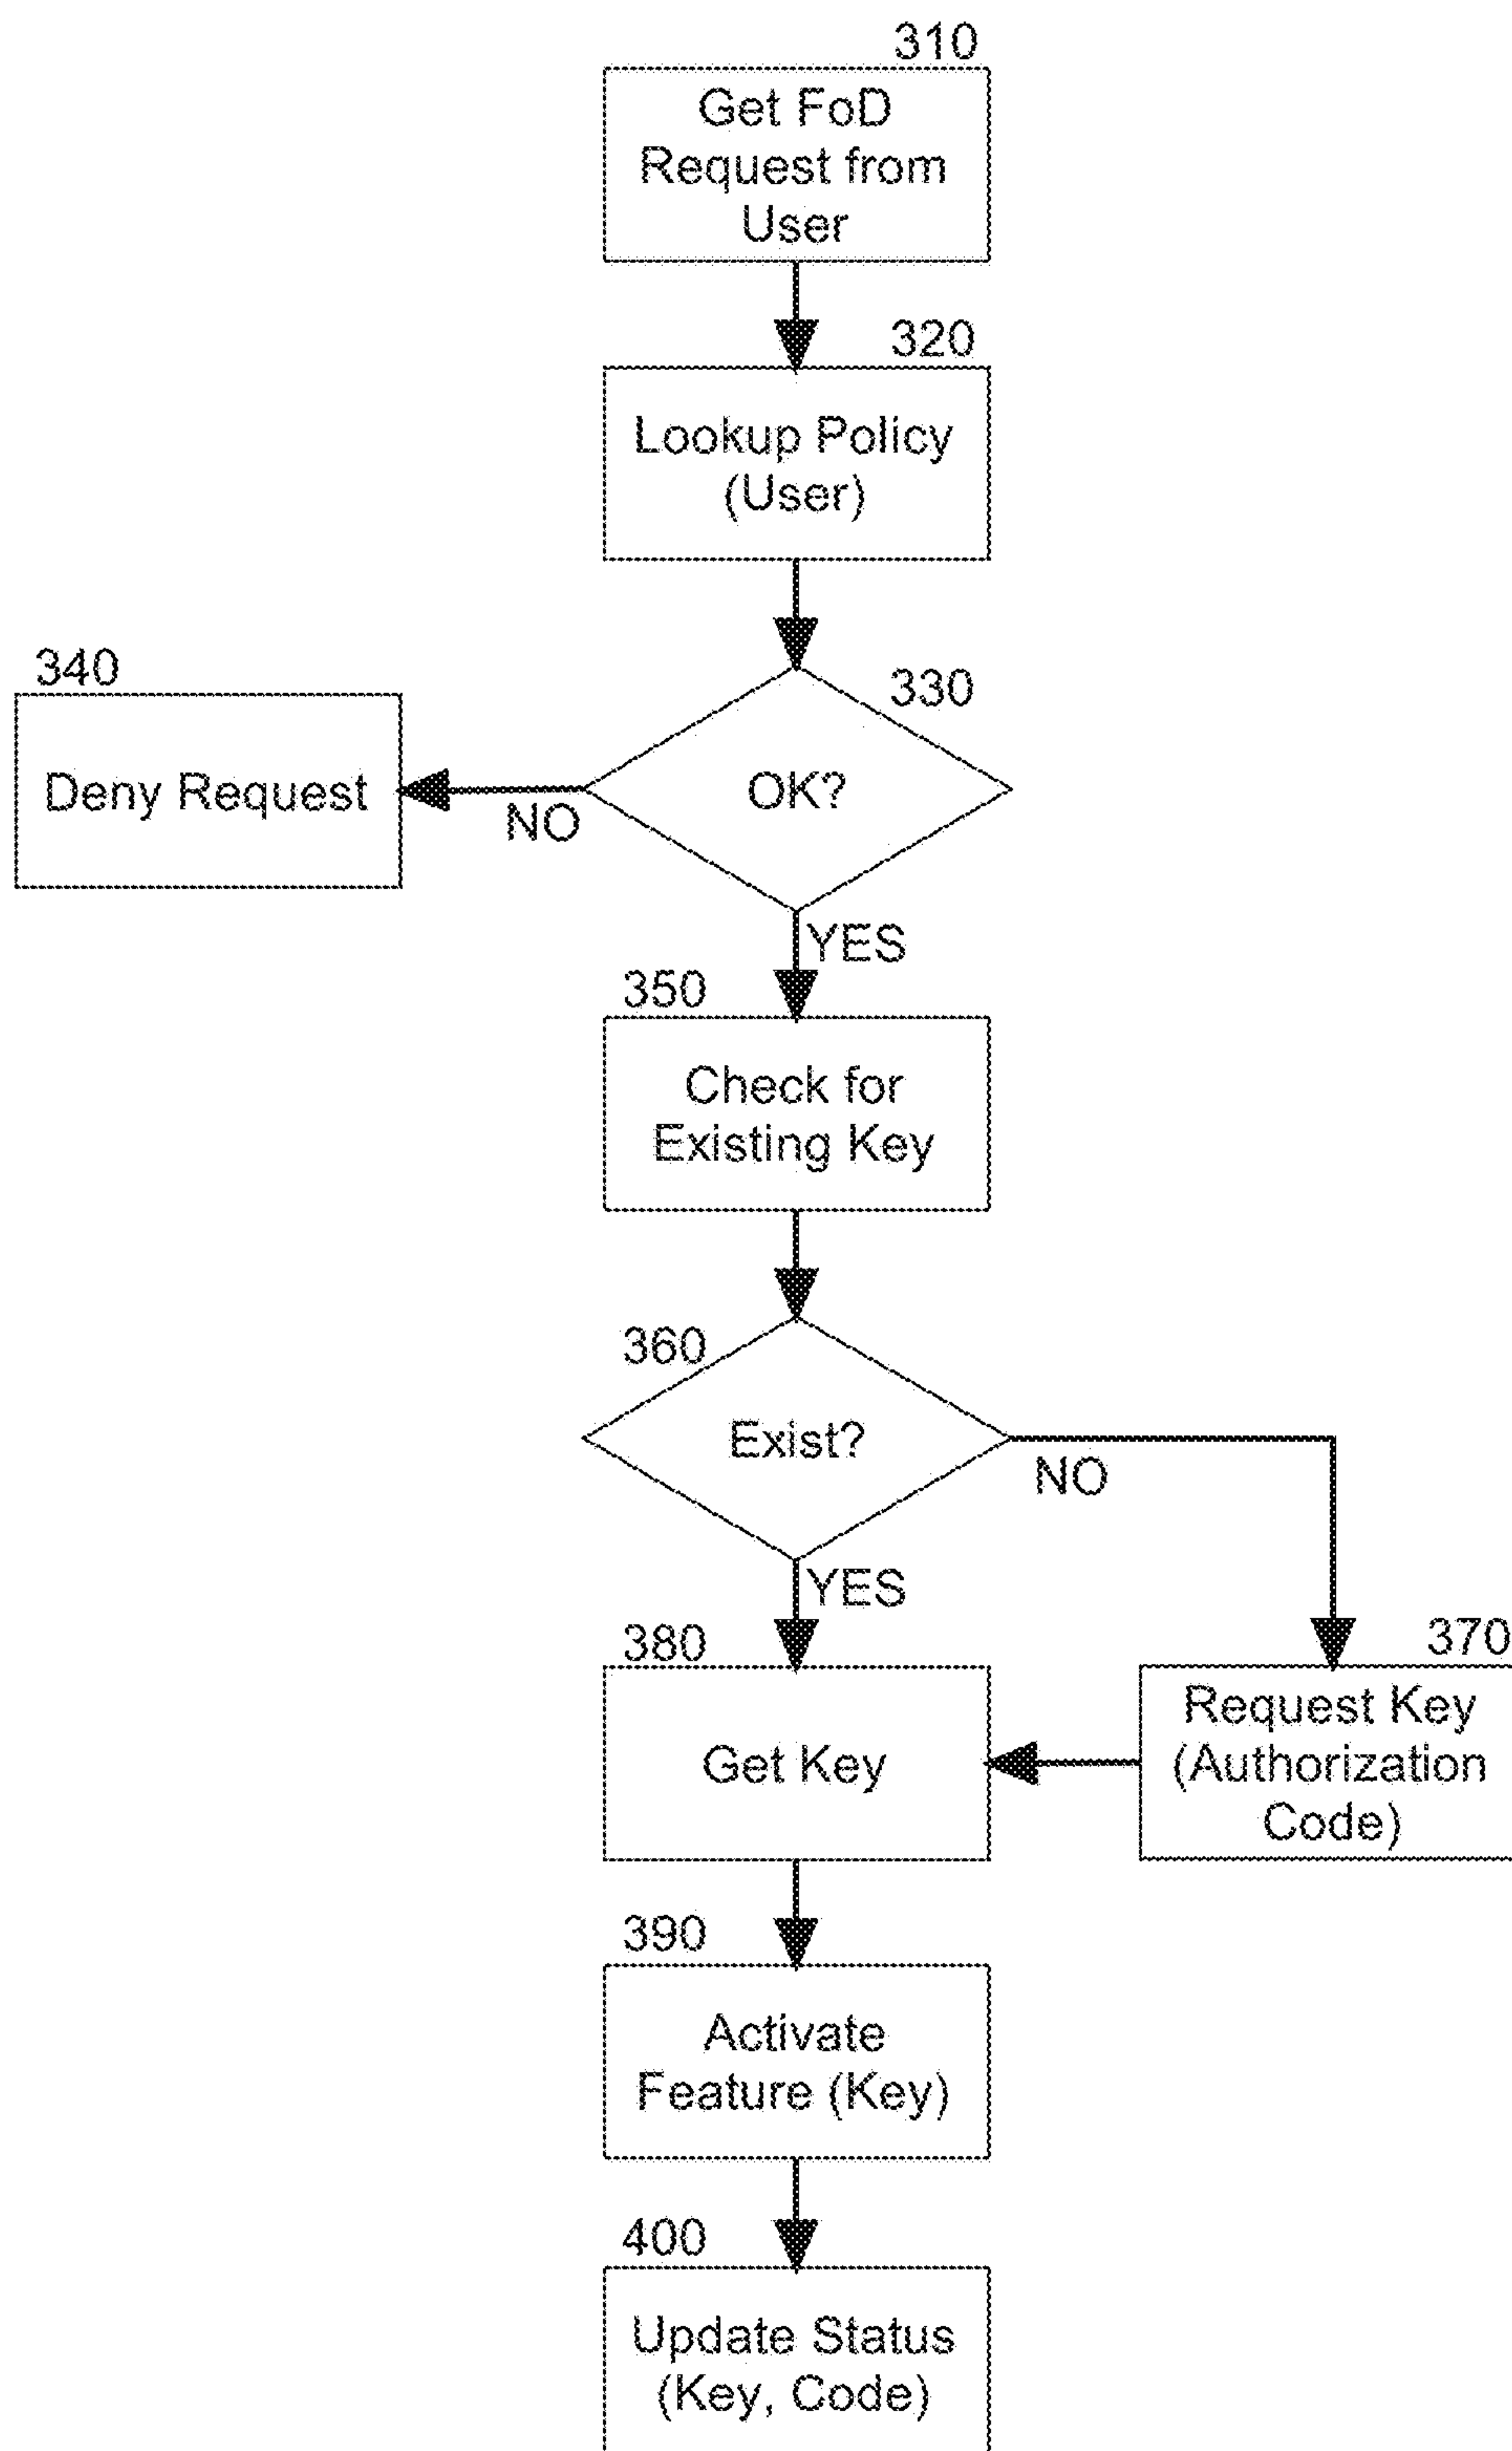 310
Get FoD
Request from
User
320
Lookup Policy
(User)
330
OK?
NO
340
Deny Request
YES
350
Check for
Existing Key
360
Exist?
NO
YES
370
Request Key
(Authorization
Code)
380
Get Key
390
Activate
Feature (Key)
400
Update Status
(Key, Code)